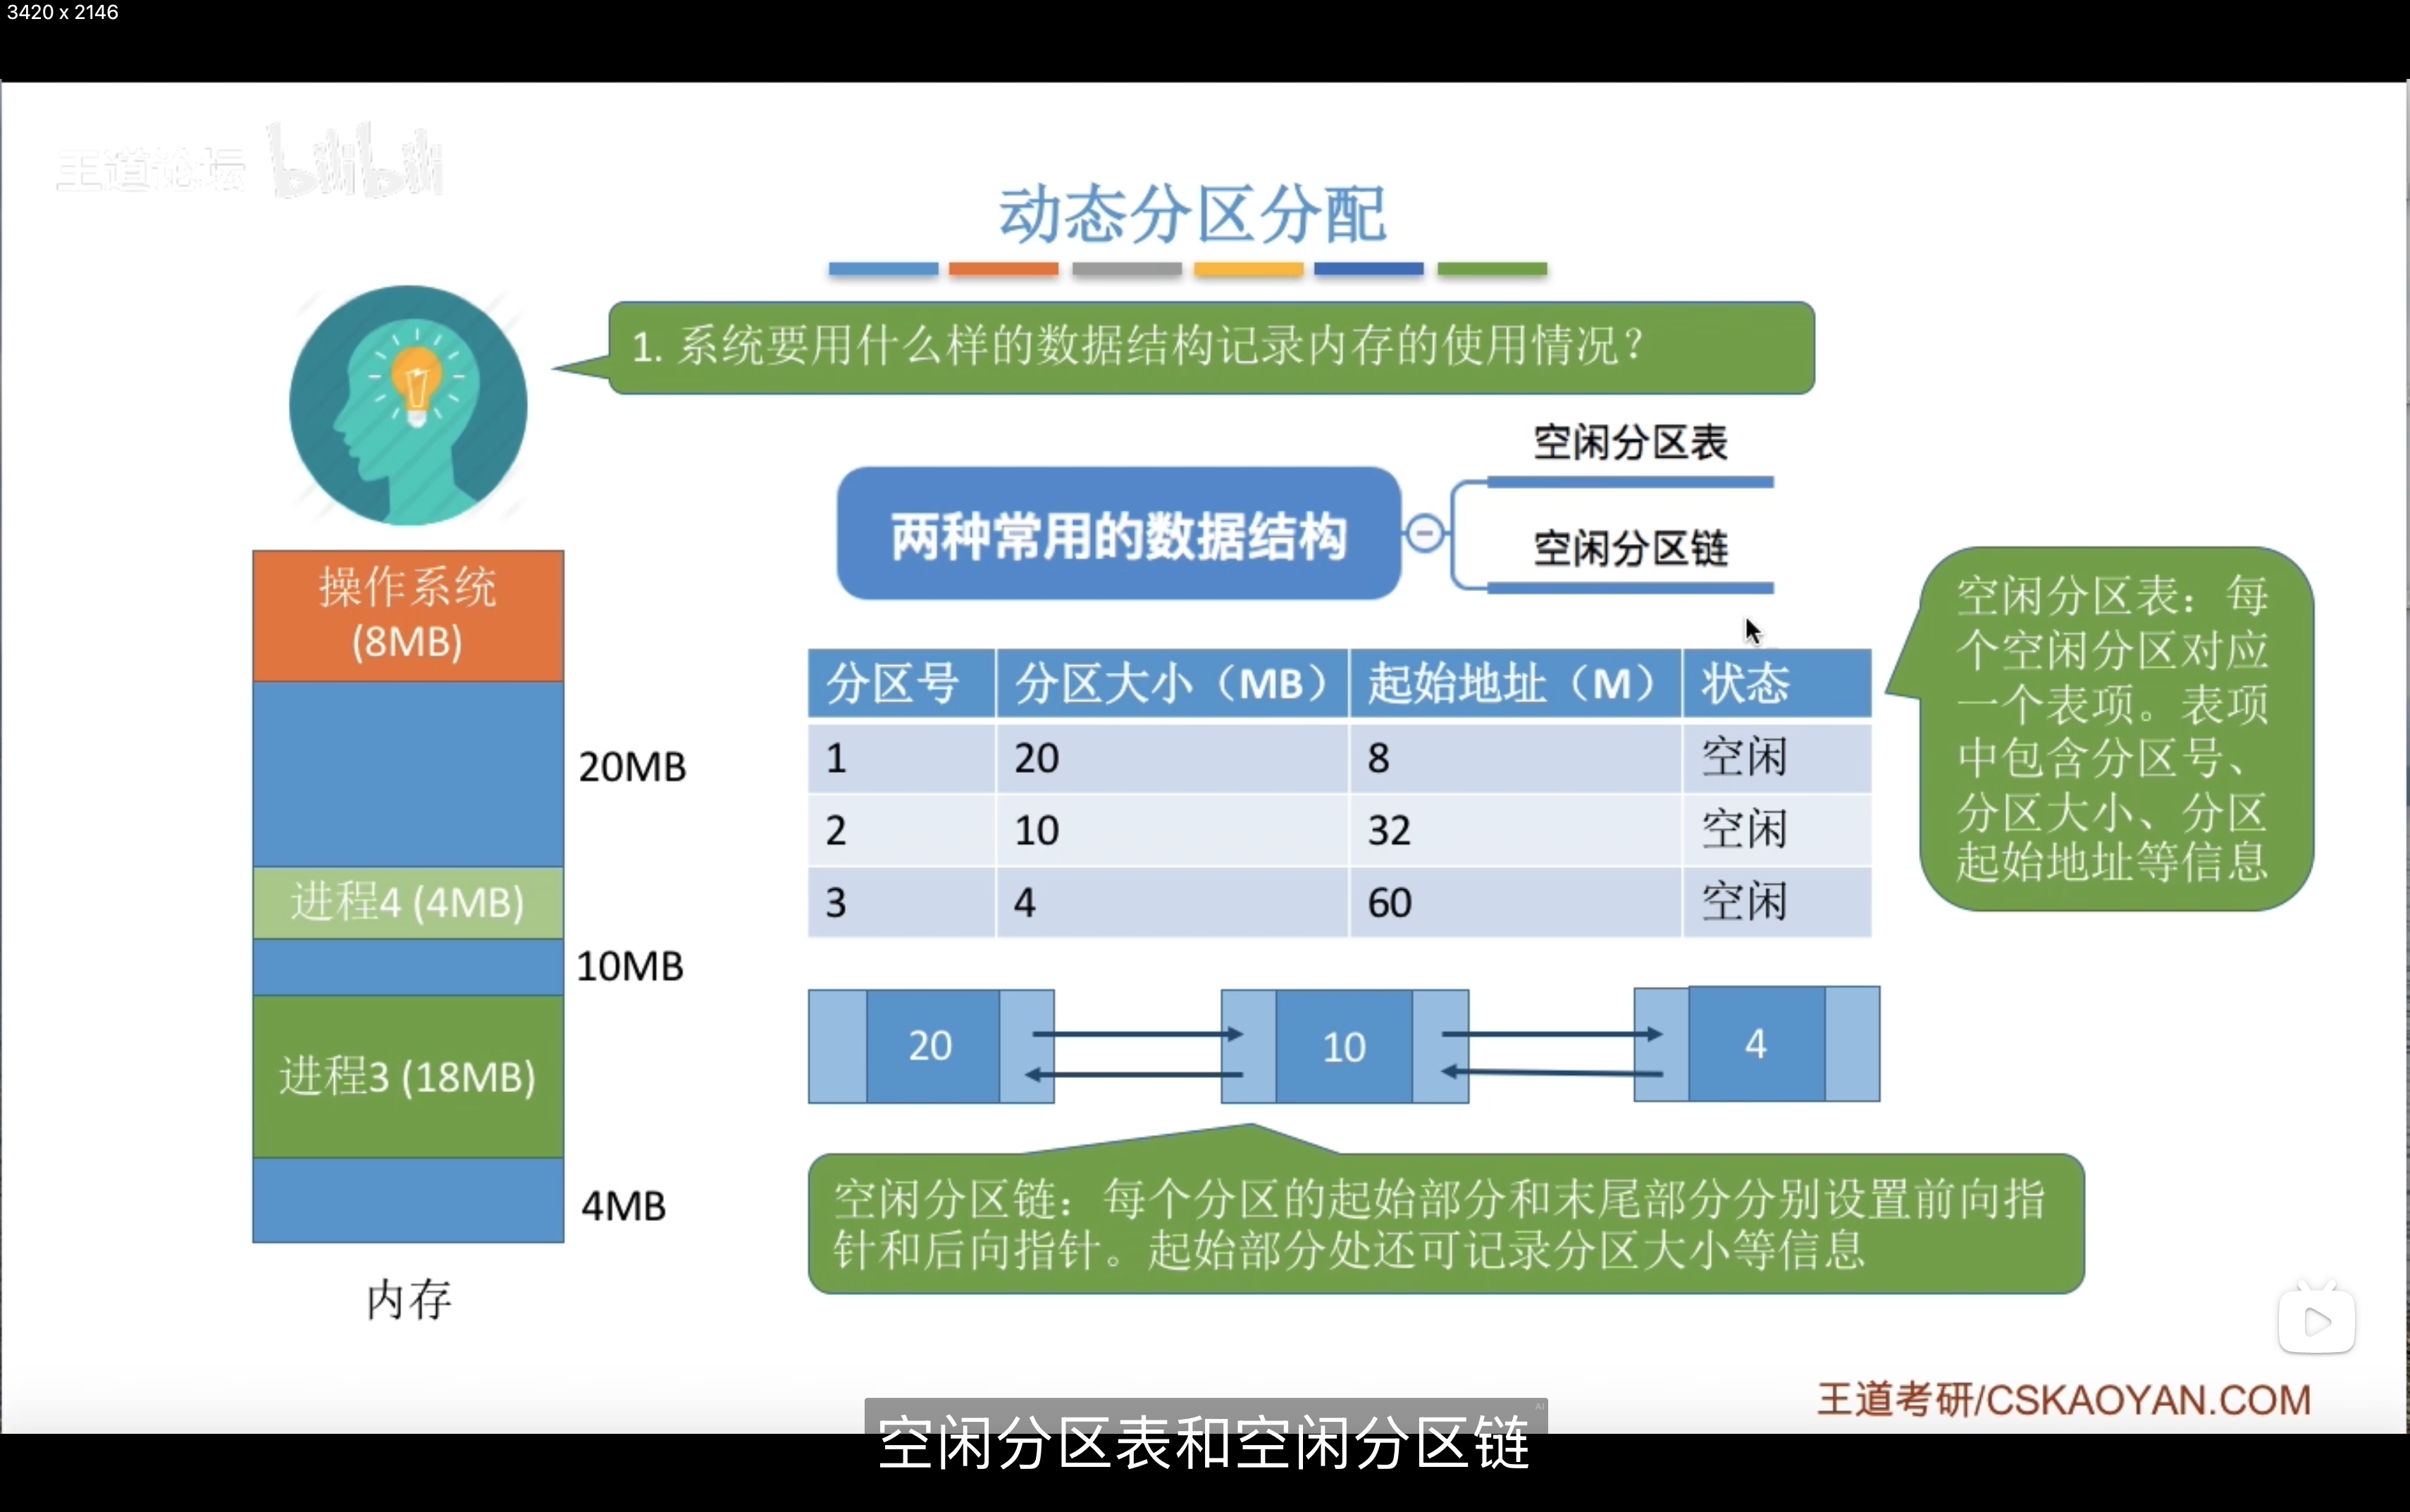 3420 x 2146
王道论坛 bilibili
动态分区分配
1. 系统要用什么样的数据结构记录内存的使用情况？
两种常用的数据结构
空闲分区表
空闲分区链
操作系统
(8MB)
20MB
进程4 (4MB)
10MB
进程3 (18MB)
4MB
内存
分区号 分区大小（MB） 起始地址（M） 状态
1 20 8 空闲
2 10 32 空闲
3 4 60 空闲
空闲分区表：每
个空闲分区对应
一个表项。表项
中包含分区号、
分区大小、分区
起始地址等信息
20 10 4
空闲分区链：每个分区的起始部分和末尾部分分别设置前向指
针和后向指针。起始部分处还可记录分区大小等信息
王道考研/CSKAOYAN.COM
AI
空闲分区表和空闲分区链